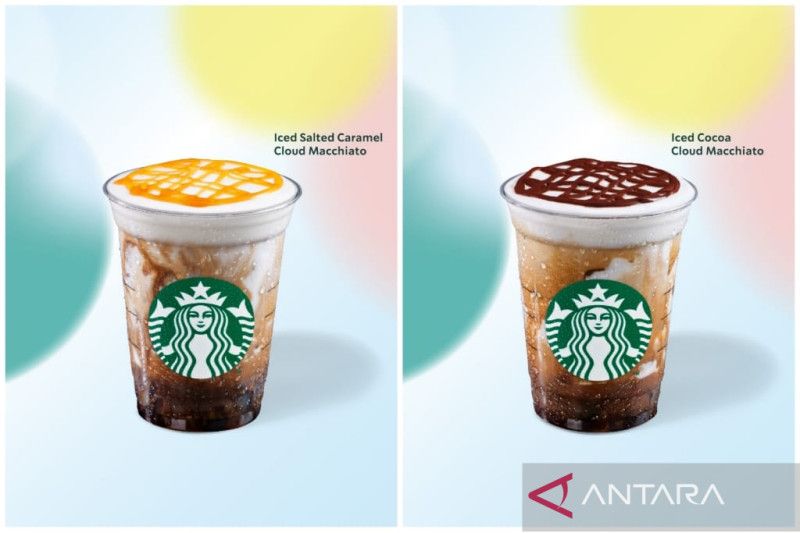 Iced Salted Caramel
Cloud Macchiato
Iced Cocoa
Cloud Macchiato
ANTARA